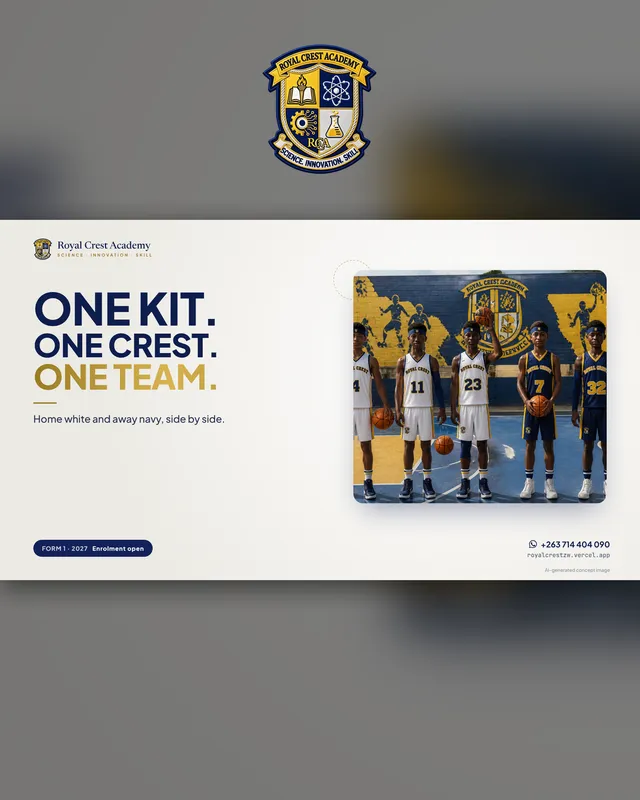 ROYAL CREST ACADEMY
RCA
SCIENCE. INNOVATION. SKILL
Royal Crest Academy
SCIENCE · INNOVATION · SKILL
ONE KIT.
ONE CREST.
ONE TEAM.
Home white and away navy, side by side.
ROYAL CREST ACADEMY
4
11
23
7
32
FORM 1 · 2027 Enrolment open
+263 714 404 090
royalcrestzw.vercel.app
AI-generated concept image